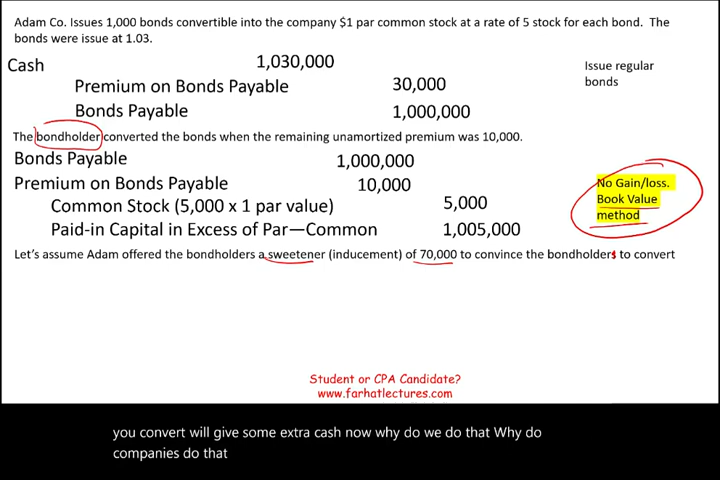 Adam Co. Issues 1,000 bonds convertible into the company $1 par common stock at a rate of 5 stock for each bond. The
bonds were issue at 1.03.
Cash 1,030,000
Premium on Bonds Payable 30,000
Bonds Payable 1,000,000
Issue regular
bonds
The bondholder converted the bonds when the remaining unamortized premium was 10,000.
Bonds Payable 1,000,000
Premium on Bonds Payable 10,000
Common Stock (5,000 x 1 par value) 5,000
Paid-in Capital in Excess of Par—Common 1,005,000
No Gain/loss.
Book Value
method
Let's assume Adam offered the bondholders a sweetener (inducement) of 70,000 to convince the bondholders to convert
Student or CPA Candidate?
www.farhatlectures.com
you convert will give some extra cash now why do we do that Why do
companies do that